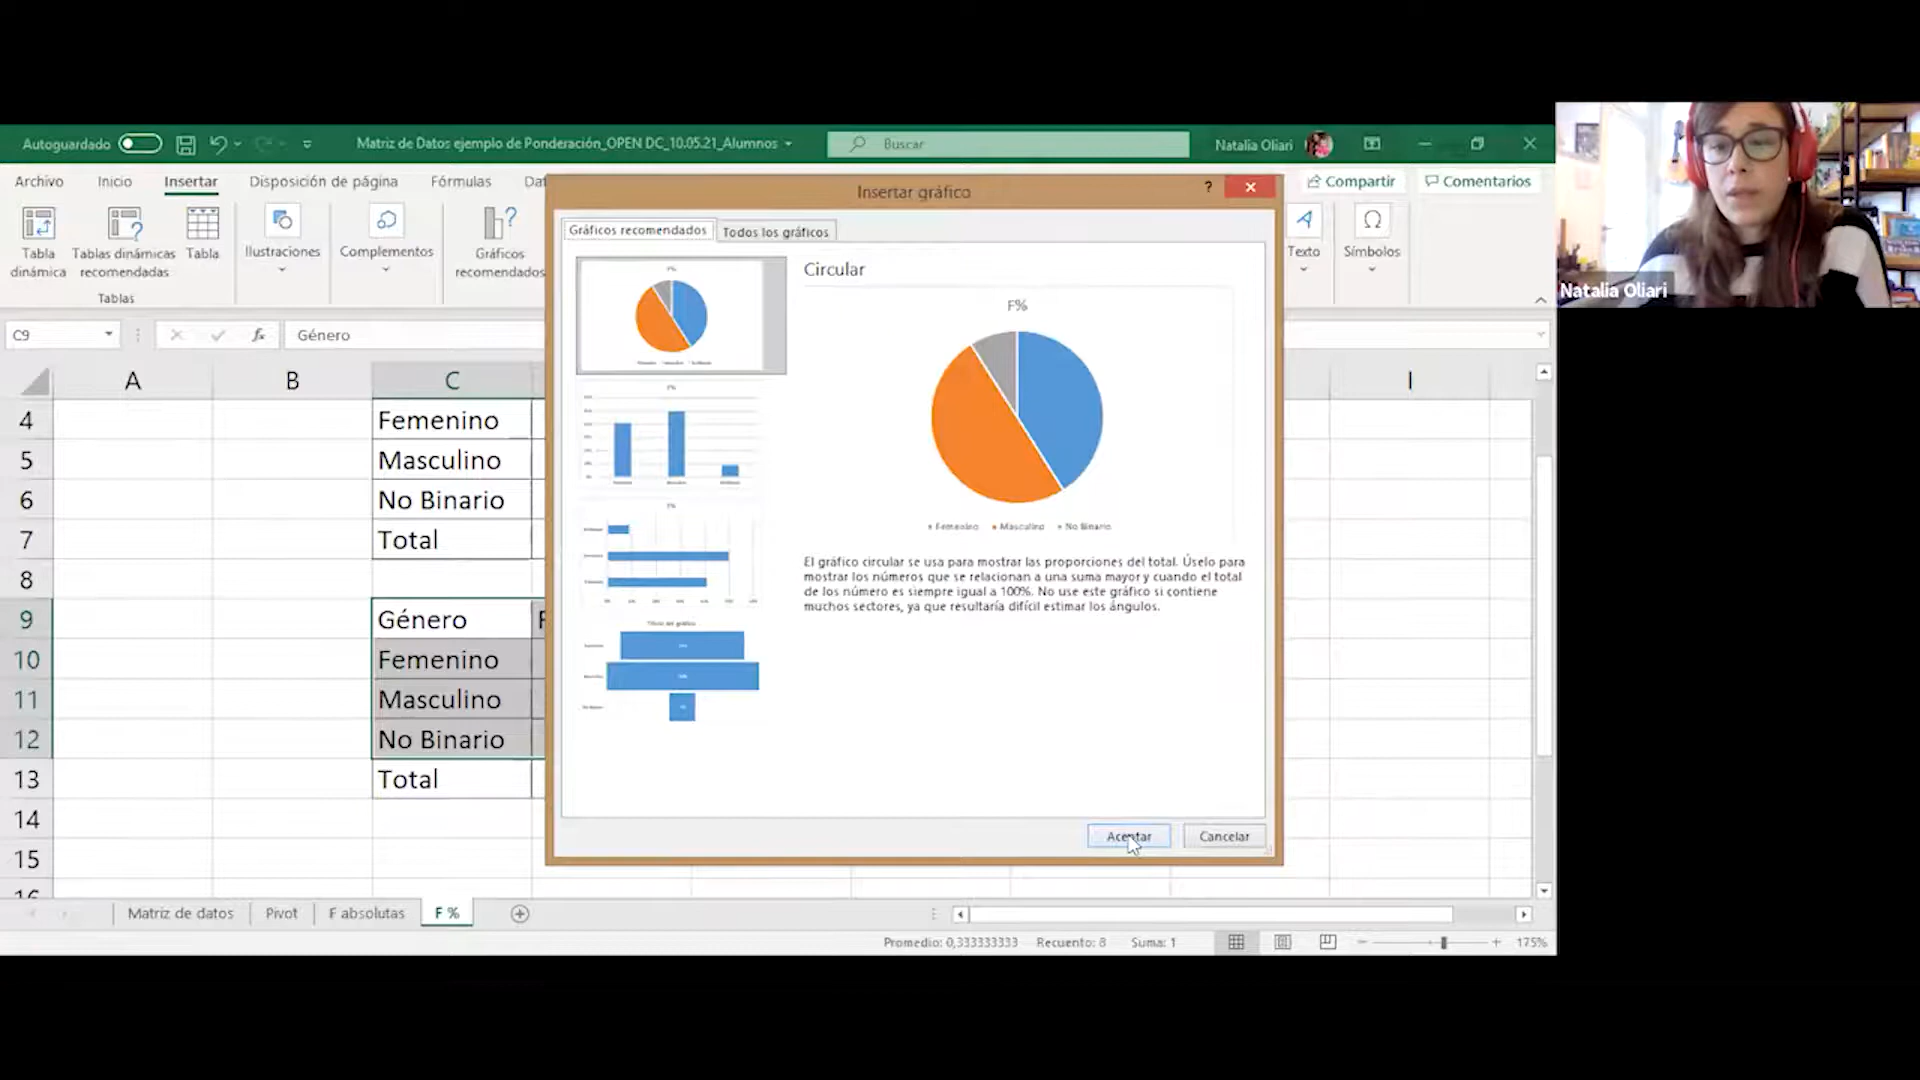 Autoguardado
Matriz de Datos ejemplo de Ponderación_OPEN DC_10.05.21_Alumnos
Buscar
Natalia Oliari
Archivo Inicio Insertar Disposición de página Fórmulas
Compartir Comentarios
Tabla dinámica
Tablas dinámicas recomendadas
Tabla
Tablas
Ilustraciones
Complementos
Gráficos recomendados
Texto
Símbolos
C9
fx
Género
A B C I
4 Femenino
5 Masculino
6 No Binario
7 Total
8
9 Género F
10 Femenino
11 Masculino
12 No Binario
13 Total
14
15
16
Insertar gráfico
?
Gráficos recomendados Todos los gráficos
Circular
F%
Femenino Masculino No Binario
El gráfico circular se usa para mostrar las proporciones del total. Úselo para
mostrar los números que se relacionan a una suma mayor y cuando el total
de los número es siempre igual a 100%. No use este gráfico si contiene
muchos sectores, ya que resultaría difícil estimar los ángulos.
Aceptar Cancelar
Matriz de datos Pivot F absolutas F %
Promedio: 0,333333333 Recuento: 8 Suma: 1
175%
Natalia Oliari